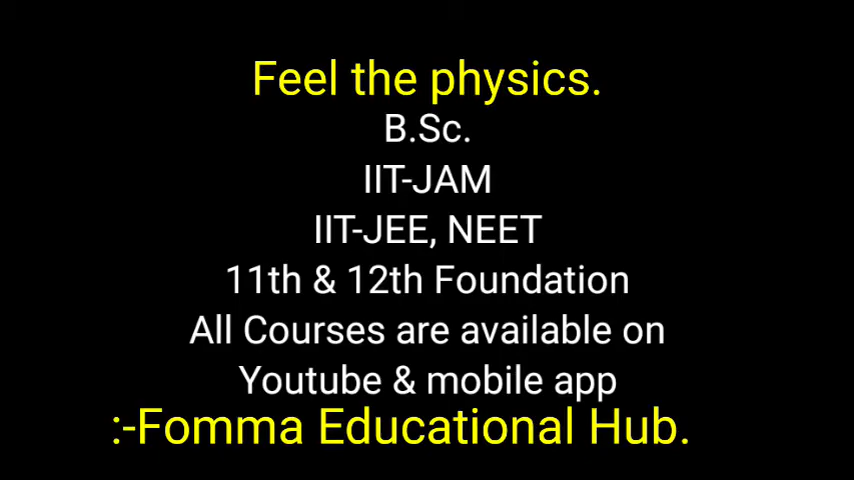 Feel the physics.
B.Sc.
IIT-JAM
IIT-JEE, NEET
11th & 12th Foundation
All Courses are available on
Youtube & mobile app
:-Fomma Educational Hub.